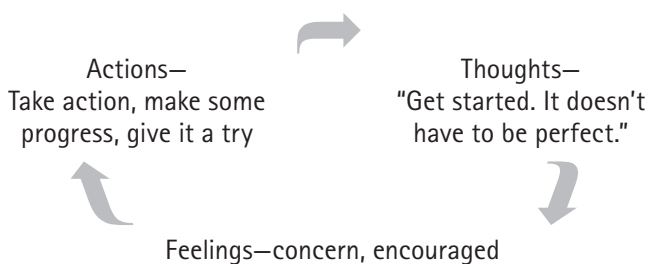 Actions—
Take action, make some
progress, give it a try
Thoughts—
“Get started. It doesn't
have to be perfect.”
Feelings—concern, encouraged